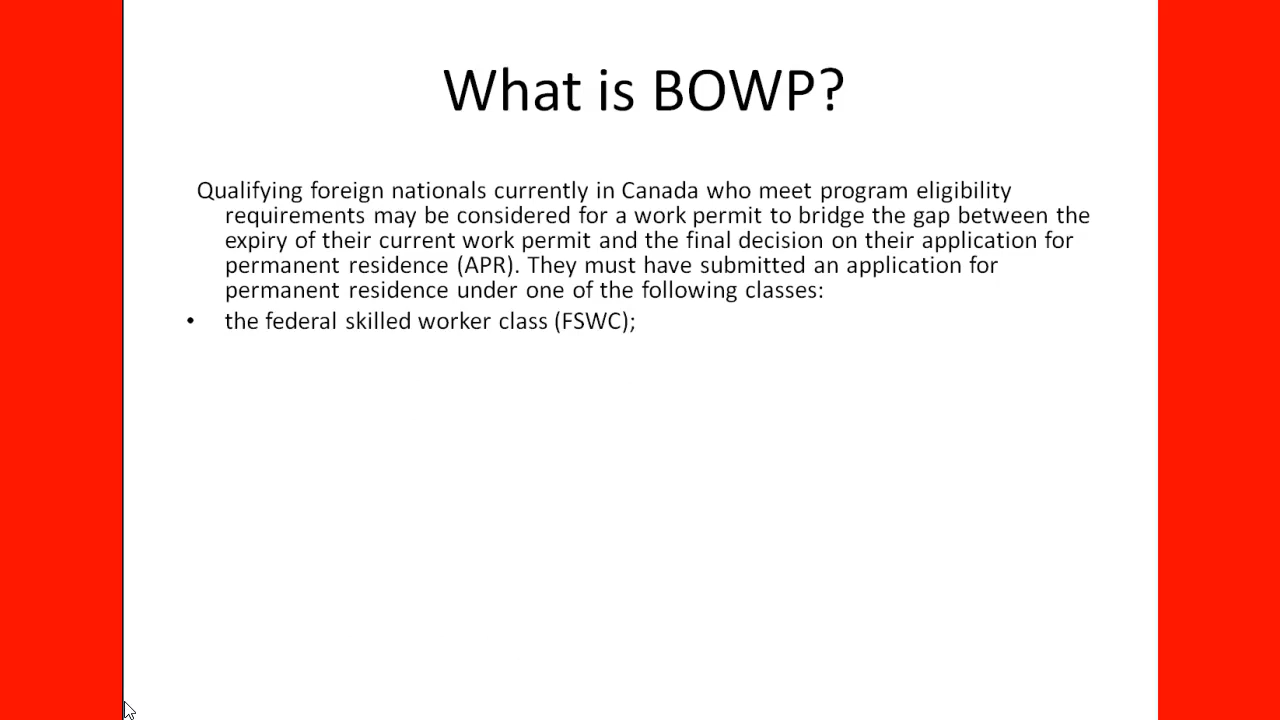 What is BOWP?
Qualifying foreign nationals currently in Canada who meet program eligibility
requirements may be considered for a work permit to bridge the gap between the
expiry of their current work permit and the final decision on their application for
permanent residence (APR). They must have submitted an application for
permanent residence under one of the following classes:
• the federal skilled worker class (FSWC);